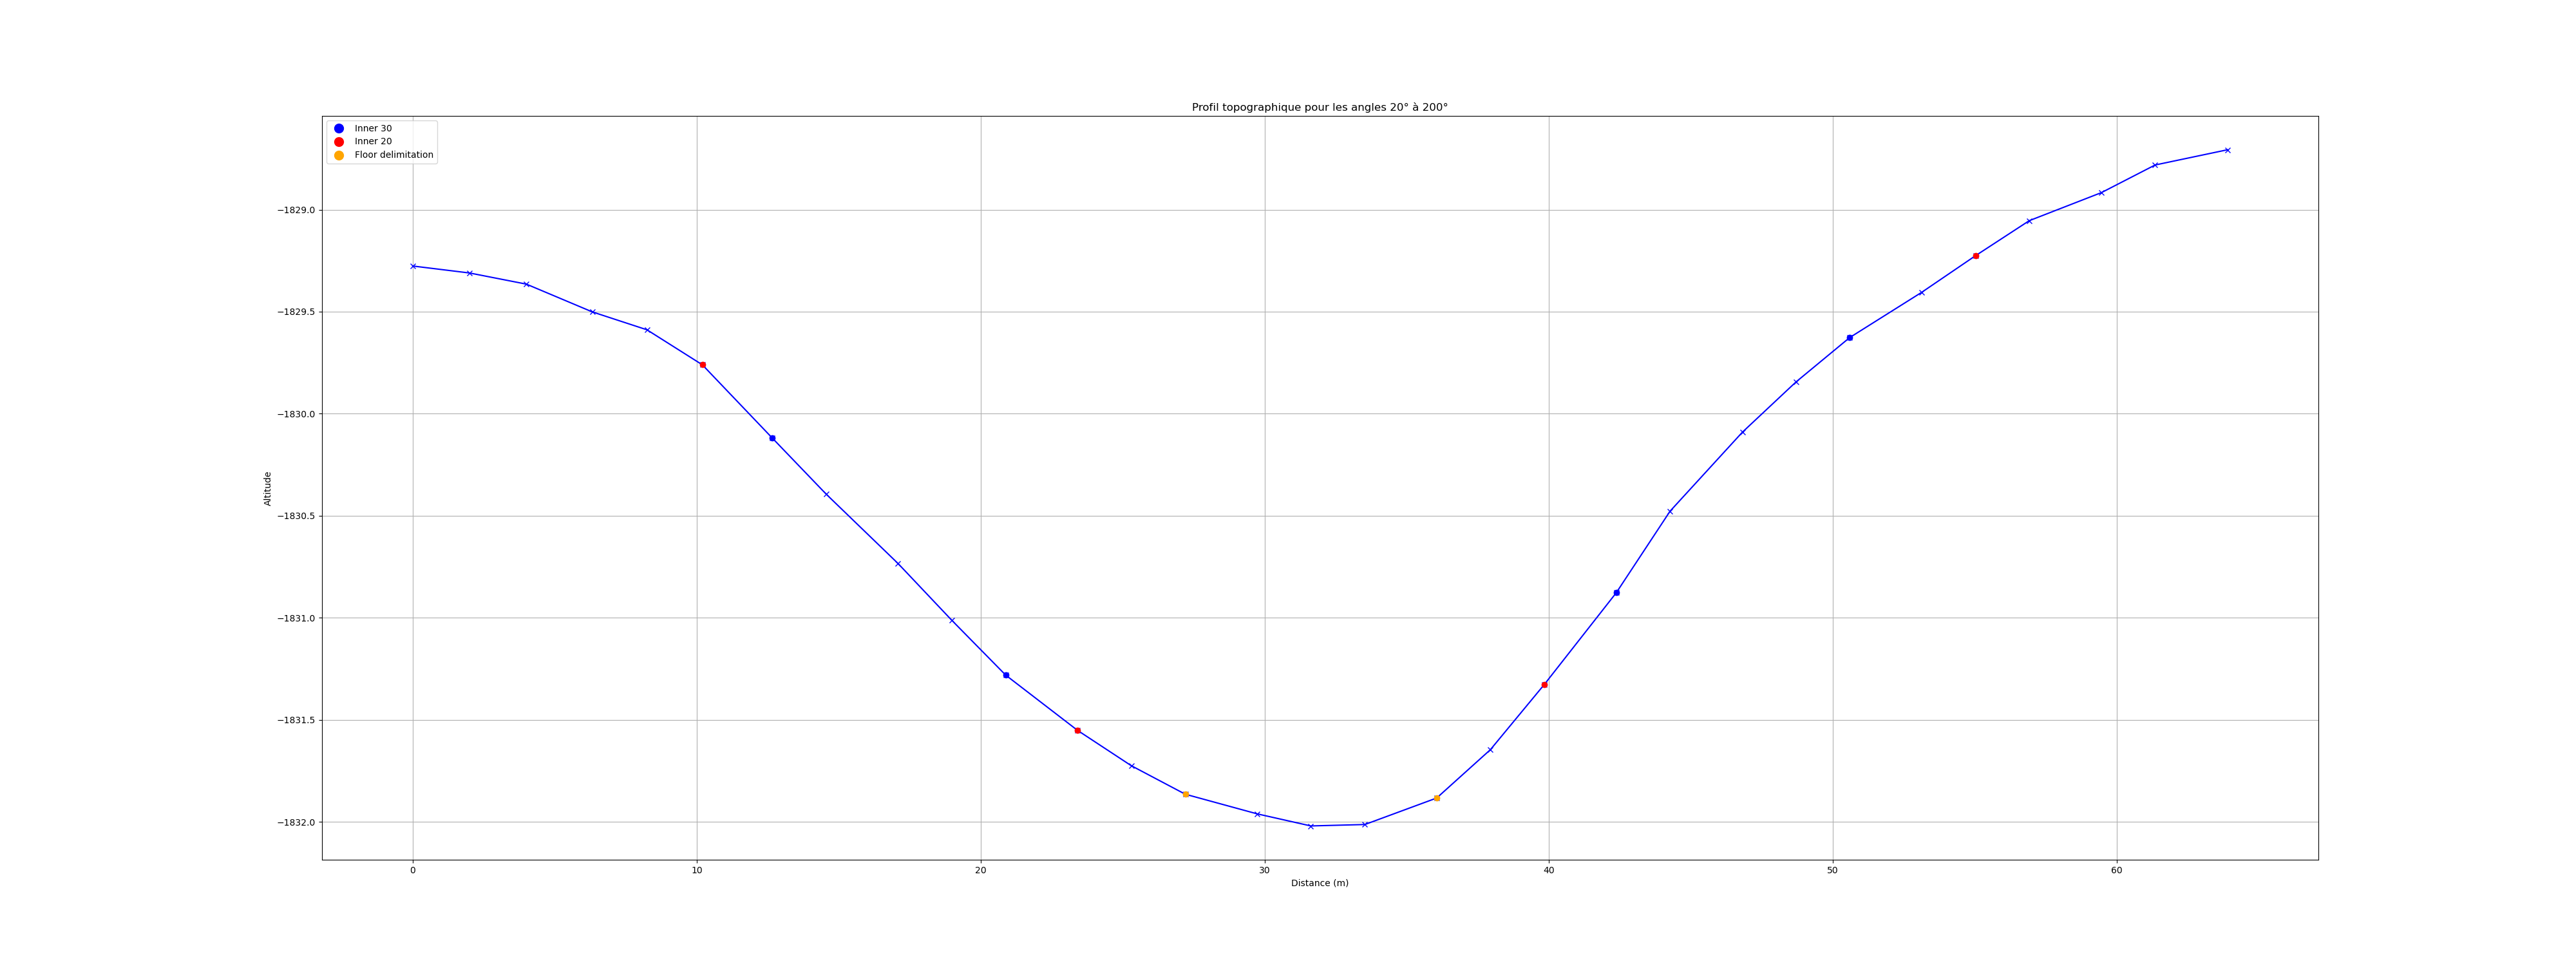 Profil topographique pour les angles 20° à 200°
Inner 30
Inner 20
Floor delimitation
−1829.0
−1829.5
−1830.0
−1830.5
−1831.0
−1831.5
−1832.0
Altitude
0 10 20 30 40 50 60
Distance (m)